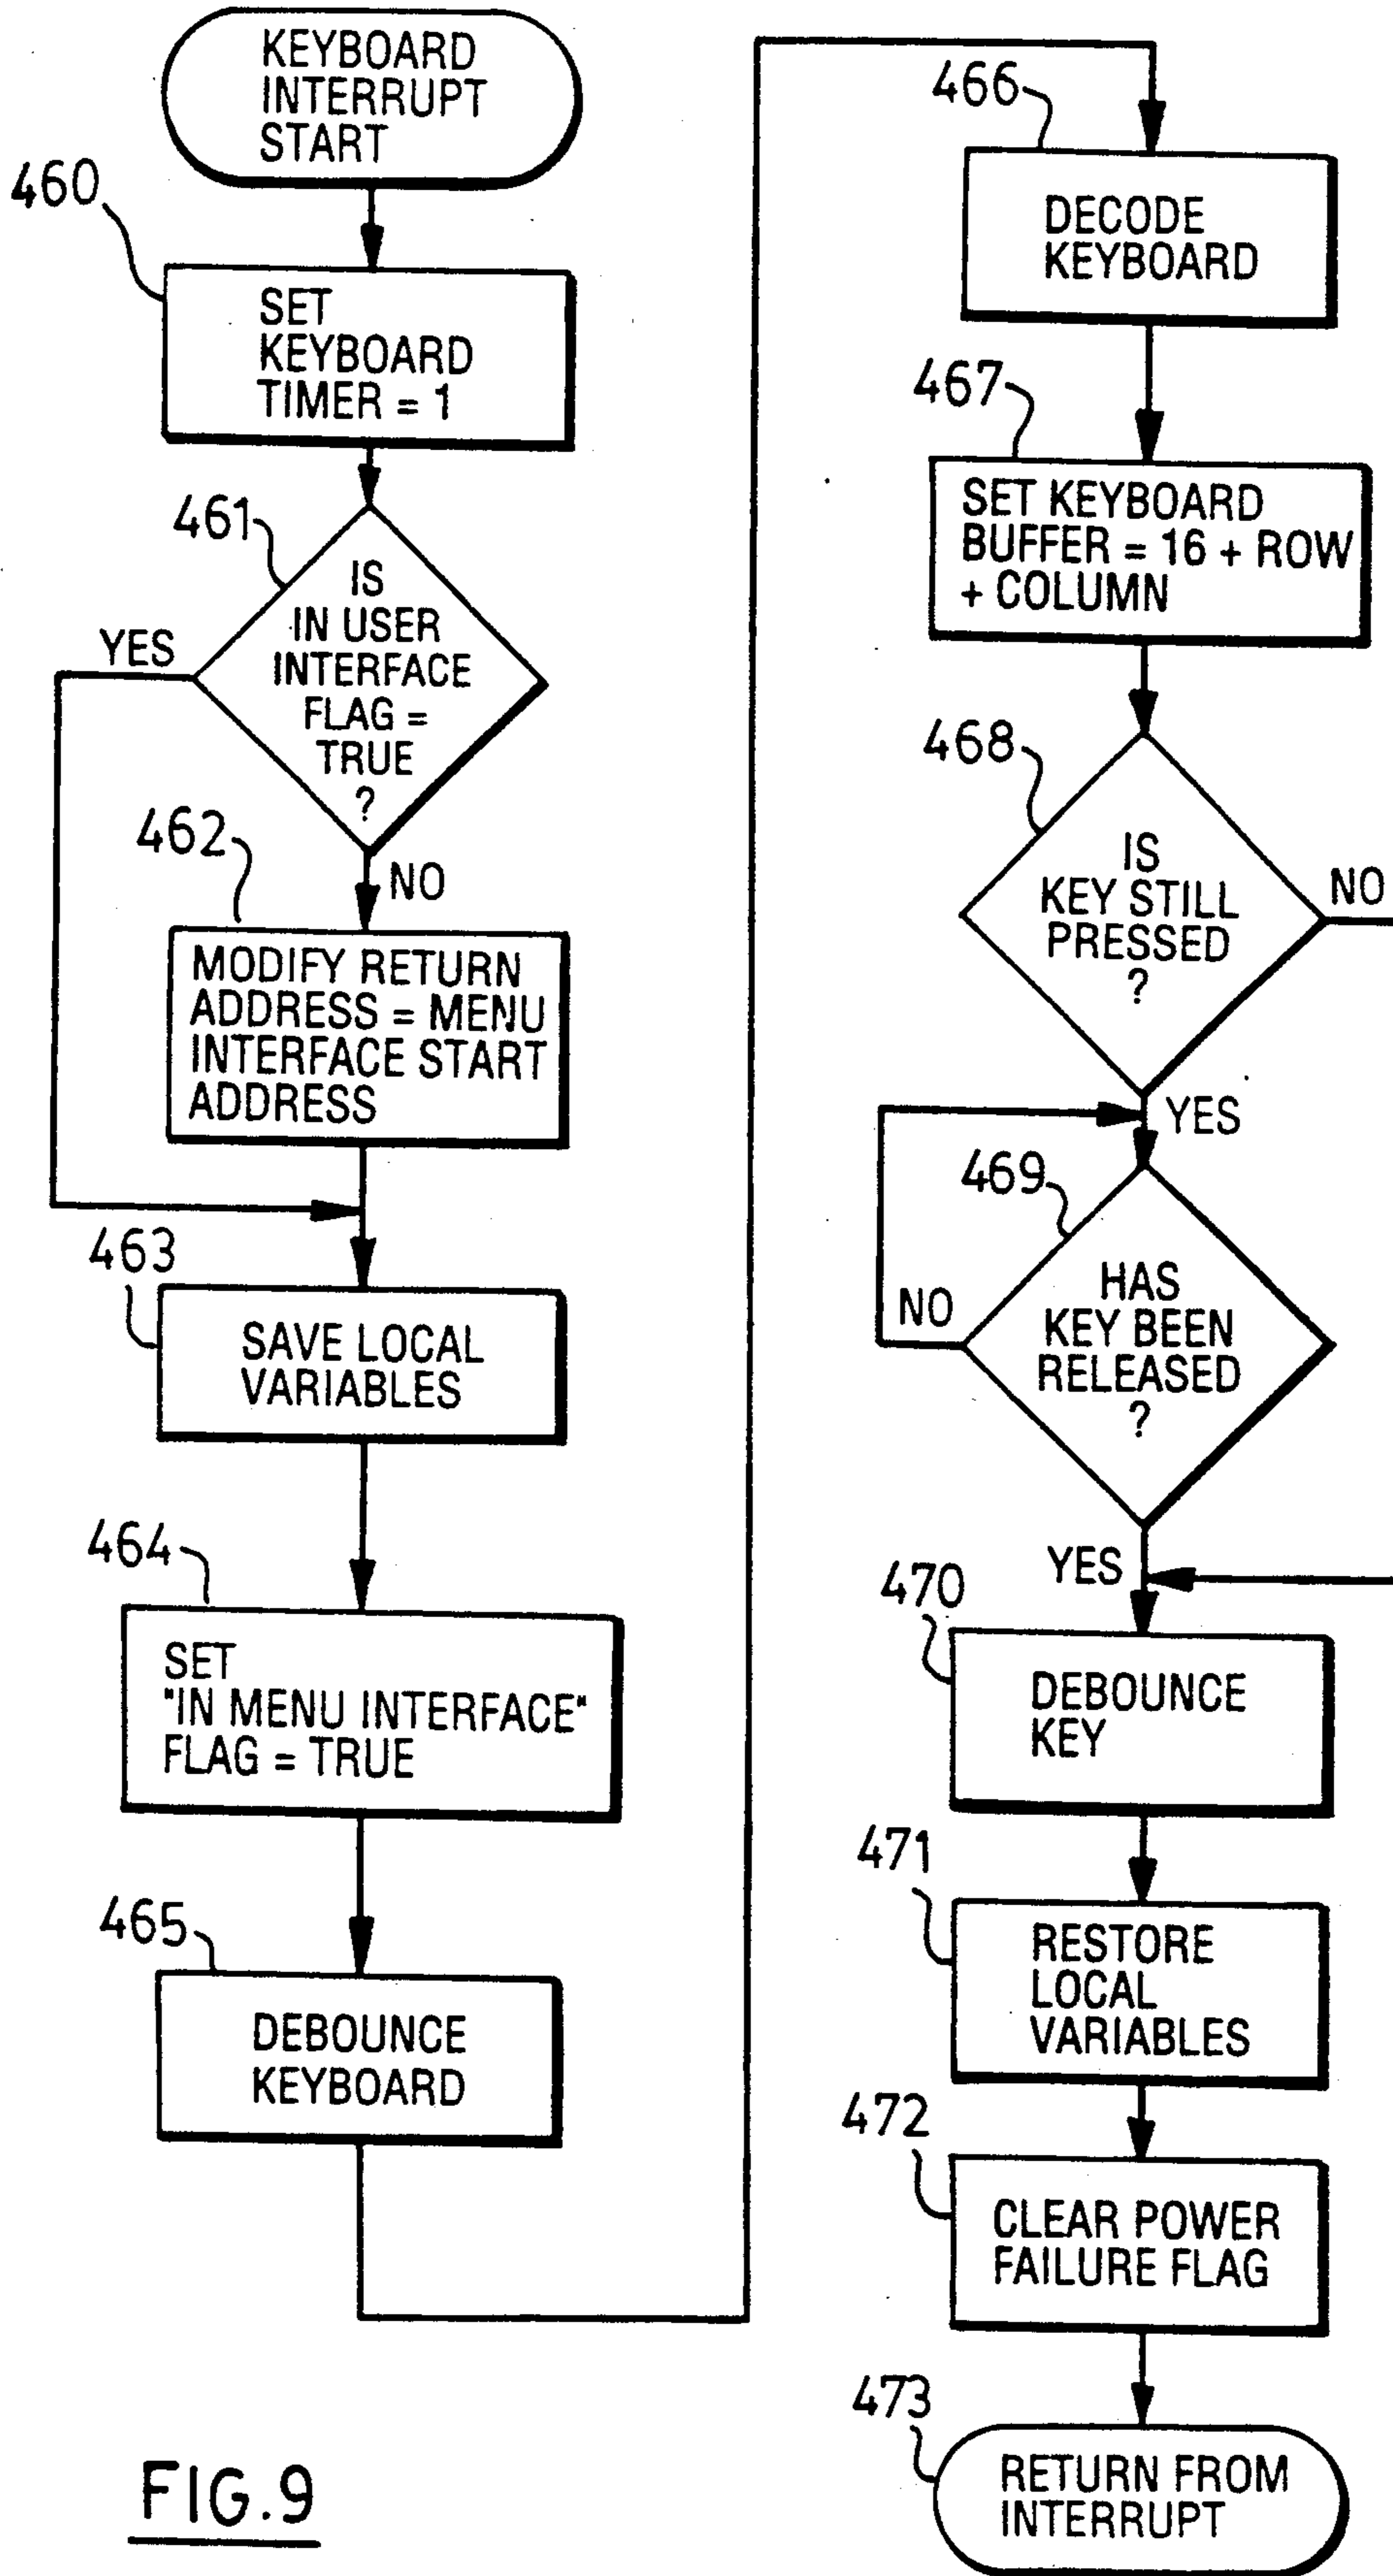 KEYBOARD
INTERRUPT
START
460
SET
KEYBOARD
TIMER = 1
461
IS
IN USER
INTERFACE
FLAG =
TRUE
?
YES
NO
462
MODIFY RETURN
ADDRESS = MENU
INTERFACE START
ADDRESS
463
SAVE LOCAL
VARIABLES
464
SET
"IN MENU INTERFACE"
FLAG = TRUE
465
DEBOUNCE
KEYBOARD
466
DECODE
KEYBOARD
467
SET KEYBOARD
BUFFER = 16 + ROW
+ COLUMN
468
IS
KEY STILL
PRESSED
?
NO
YES
469
HAS
KEY BEEN
RELEASED
?
NO
YES
470
DEBOUNCE
KEY
471
RESTORE
LOCAL
VARIABLES
472
CLEAR POWER
FAILURE FLAG
473
RETURN FROM
INTERRUPT
FIG.9